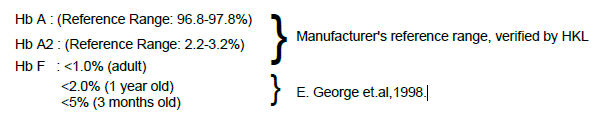 Hb A : (Reference Range: 96.8-97.8%)
Hb A2 : (Reference Range: 2.2-3.2%)
Manufacturer's reference range, verified by HKL
Hb F : <1.0% (adult)
<2.0% (1 year old)
<5% (3 months old)
E. George et.al,1998.